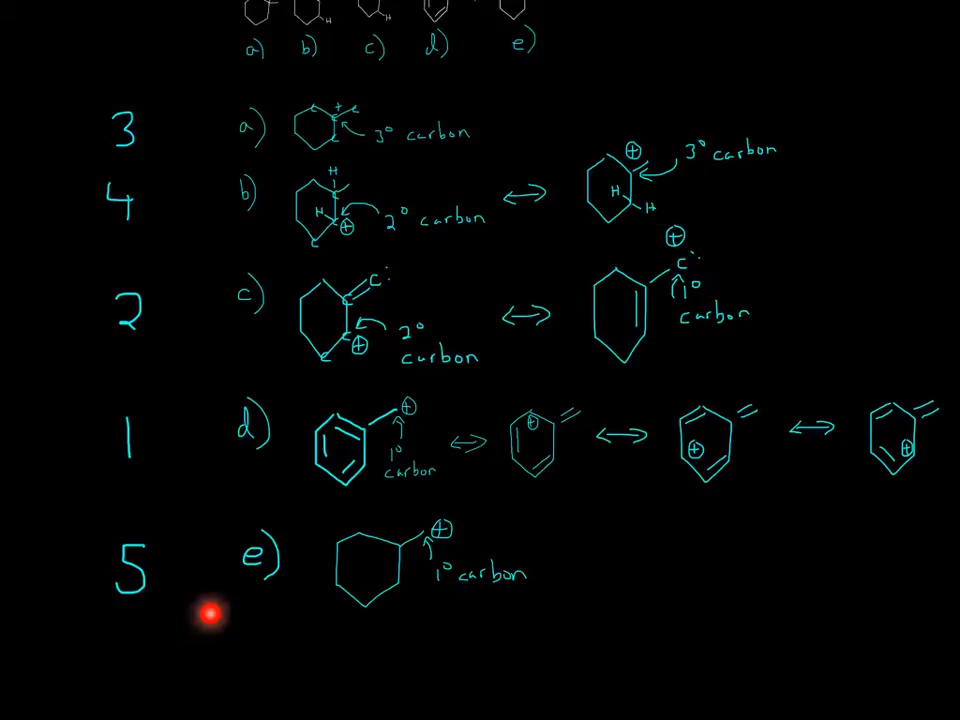 H H
a) b) c) d) e)
3 a) C + C C C 3° carbon
4 b) H H C C + C 2° carbon ↔ + H H 3° carbon
2 c) C C : C C + 2° carbon ↔ + C : 1° carbon
1 d) + 1° carbon ↔ + ↔ + ↔ +
5 e) + 1° carbon